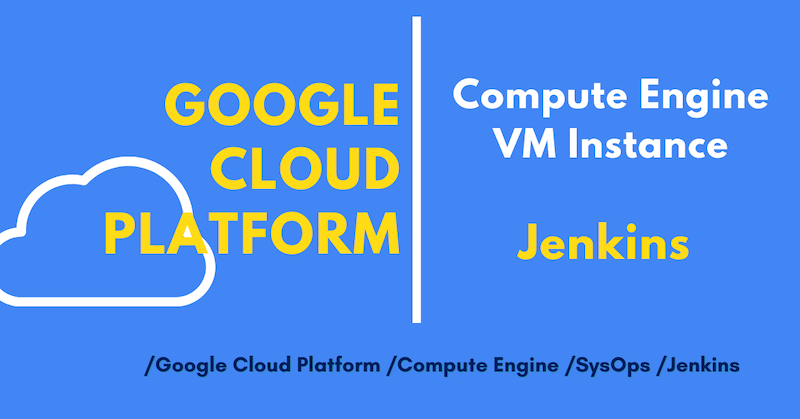 GOOGLE
CLOUD
PLATFORM
Compute Engine
VM Instance
Jenkins
/Google Cloud Platform /Compute Engine /SysOps /Jenkins